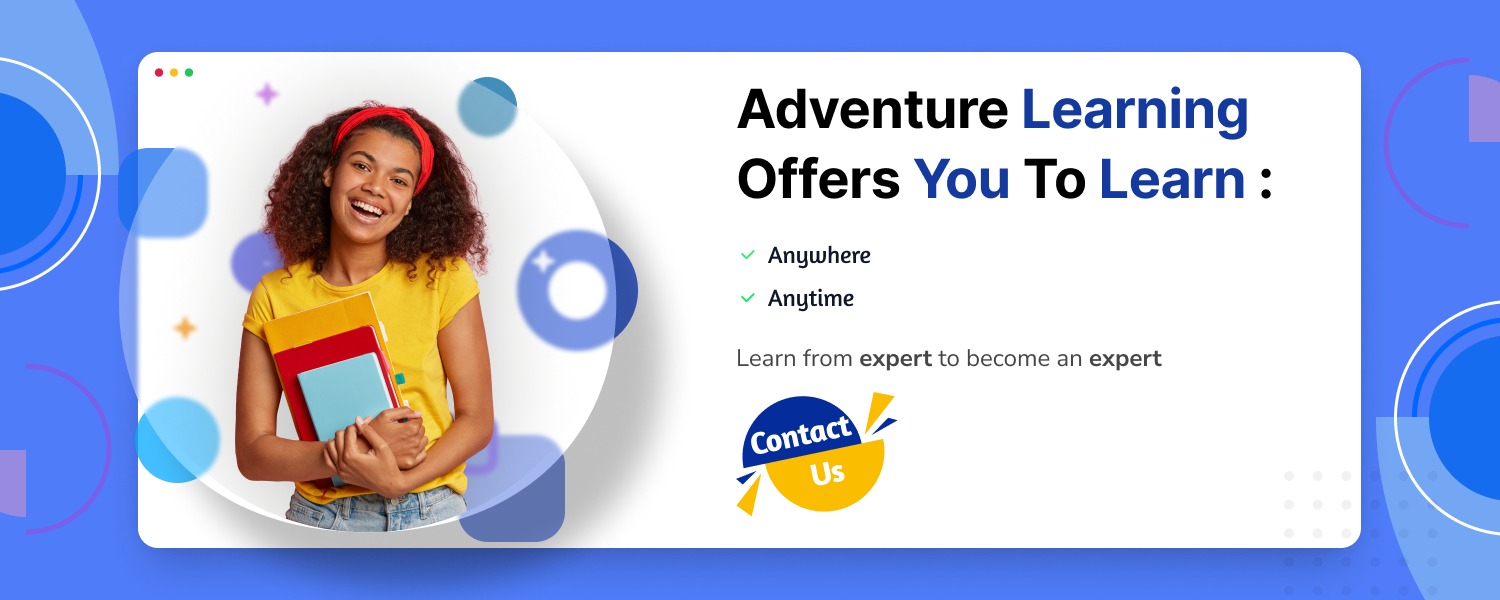 Adventure Learning
Offers You To Learn :
Anywhere
Anytime
Learn from expert to become an expert
Contact
Us